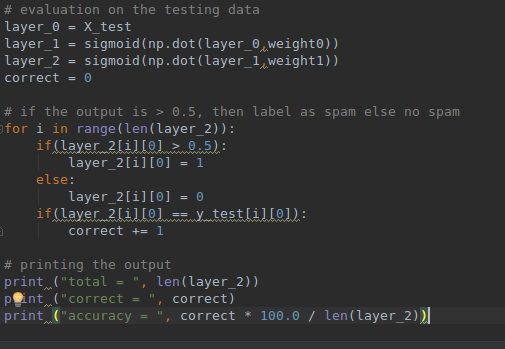 # evaluation on the testing data
layer_0 = X_test
layer_1 = sigmoid(np.dot(layer_0,weight0))
layer_2 = sigmoid(np.dot(layer_1,weight1))
correct = 0

# if the output is > 0.5, then label as spam else no spam
for i in range(len(layer_2)):
    if(layer_2[i][0] > 0.5):
        layer_2[i][0] = 1
    else:
        layer_2[i][0] = 0
    if(layer_2[i][0] == y_test[i][0]):
        correct += 1

# printing the output
print ("total = ", len(layer_2))
print ("correct = ", correct)
print ("accuracy = ", correct * 100.0 / len(layer_2))